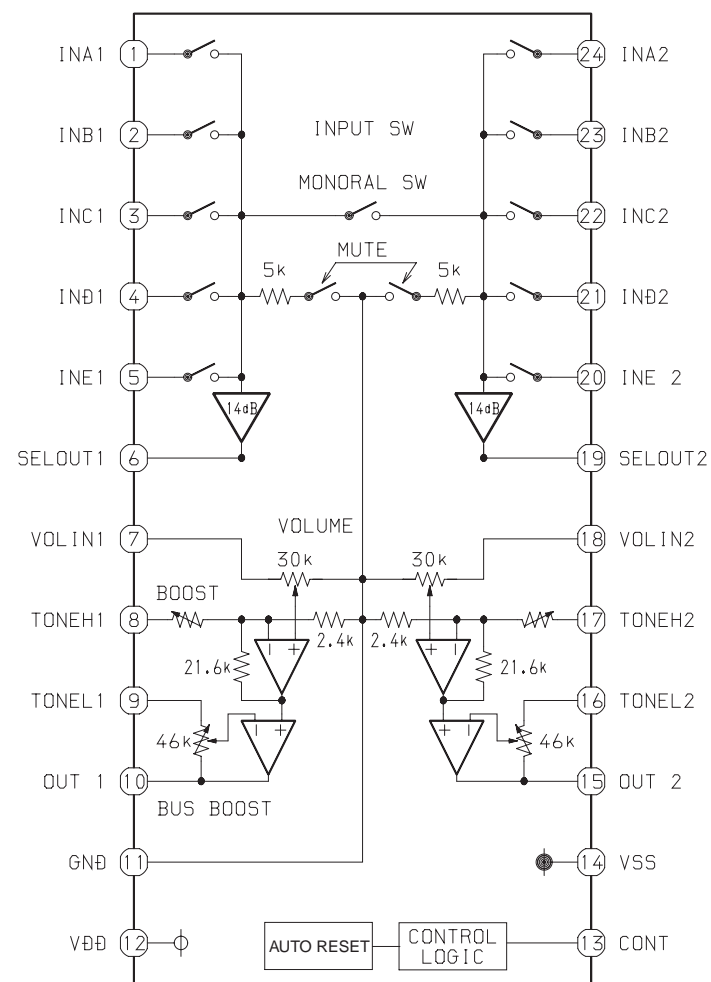 INA1 1 24 INA2
INB1 2 INPUT SW 23 INB2
MONORAL SW
INC1 3 22 INC2
MUTE
5k 5k
IND1 4 21 IND2
INE1 5 20 INE 2
14dB 14dB
SELOUT1 6 19 SELOUT2
VOLUME
VOLIN1 7 18 VOLIN2
30k 30k
BOOST
TONEH1 8 17 TONEH2
- + 2.4k 2.4k + -
21.6k 21.6k
TONEL1 9 16 TONEL2
- + + -
46k 46k
OUT 1 10 15 OUT 2
BUS BOOST
GND 11 14 VSS
VDD 12 AUTO RESET CONTROL LOGIC 13 CONT